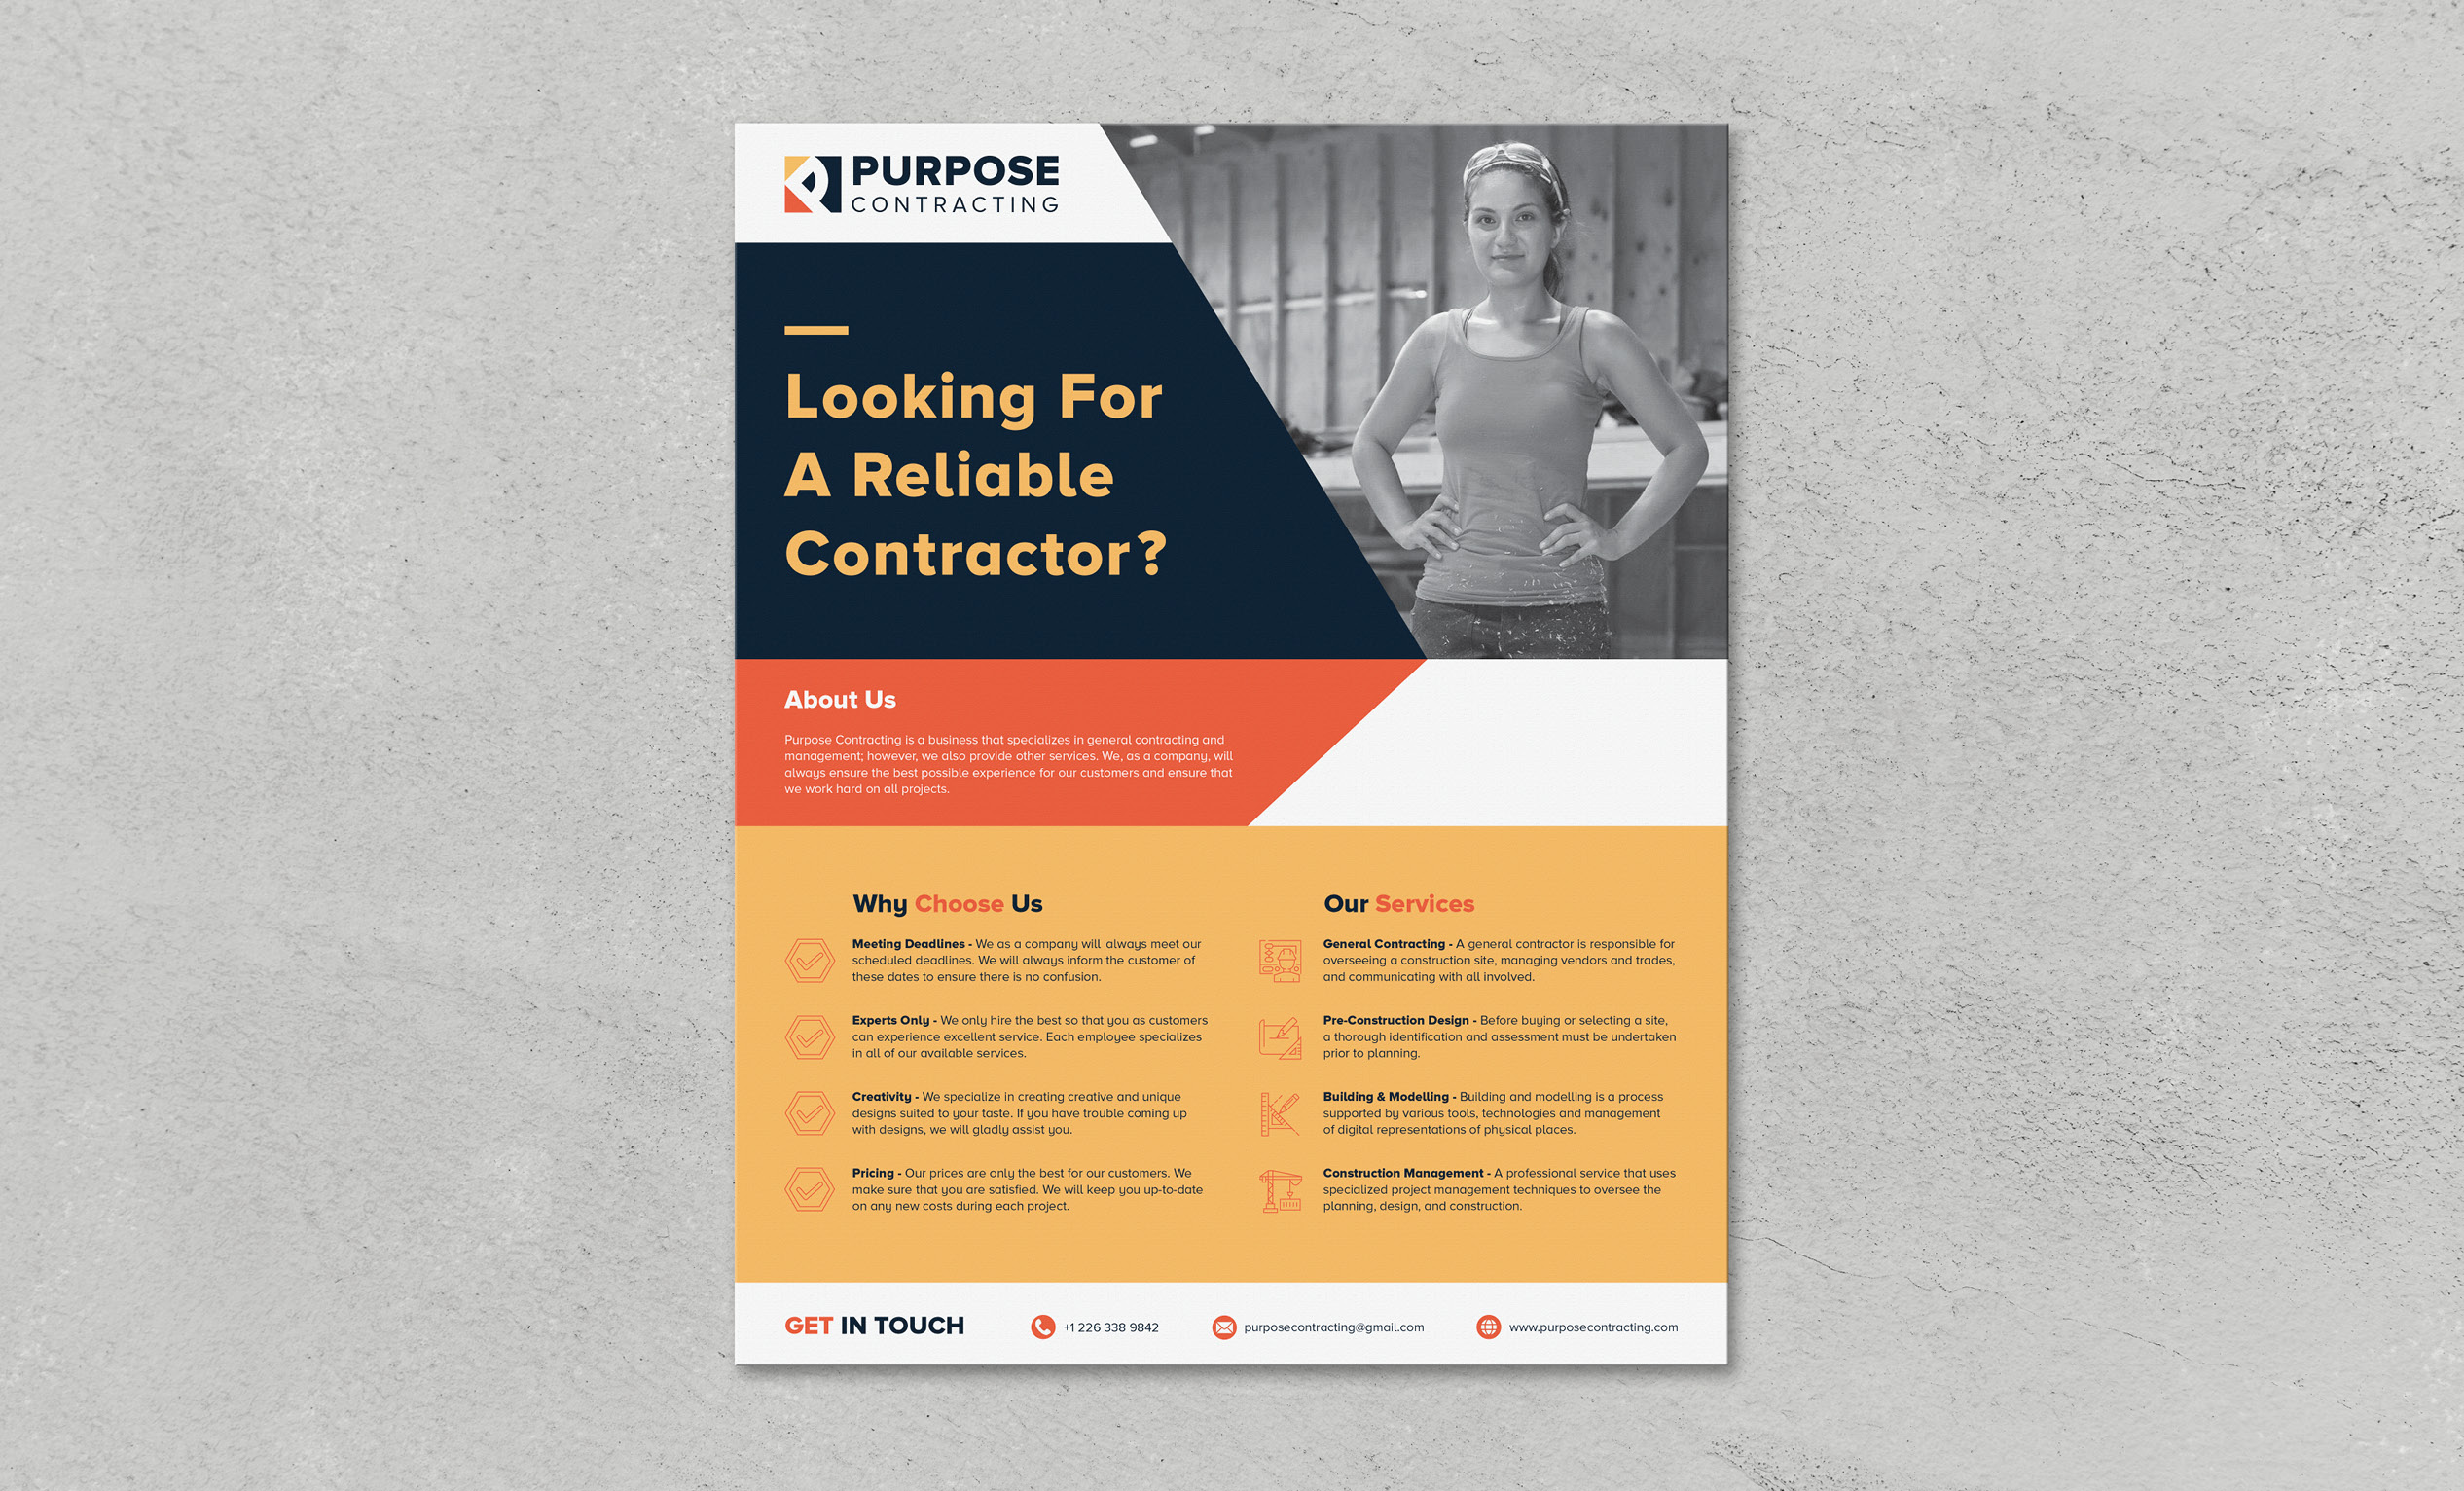 PURPOSE
CONTRACTING
Looking For
A Reliable
Contractor?
About Us
Purpose Contracting is a business that specializes in general contracting and
management; however, we also provide other services. We, as a company, will
always ensure the best possible experience for our customers and ensure that
we work hard on all projects.
Why Choose Us
Meeting Deadlines - We as a company will always meet our
scheduled deadlines. We will always inform the customer of
these dates to ensure there is no confusion.
Experts Only - We only hire the best so that you as customers
can experience excellent service. Each employee specializes
in all of our available services.
Creativity - We specialize in creating creative and unique
designs suited to your taste. If you have trouble coming up
with designs, we will gladly assist you.
Pricing - Our prices are only the best for our customers. We
make sure that you are satisfied. We will keep you up-to-date
on any new costs during each project.
Our Services
General Contracting - A general contractor is responsible for
overseeing a construction site, managing vendors and trades,
and communicating with all involved.
Pre-Construction Design - Before buying or selecting a site,
a thorough identification and assessment must be undertaken
prior to planning.
Building & Modelling - Building and modelling is a process
supported by various tools, technologies and management
of digital representations of physical places.
Construction Management - A professional service that uses
specialized project management techniques to oversee the
planning, design, and construction.
GET IN TOUCH
+1 226 338 9842
purposecontracting@gmail.com
www.purposecontracting.com